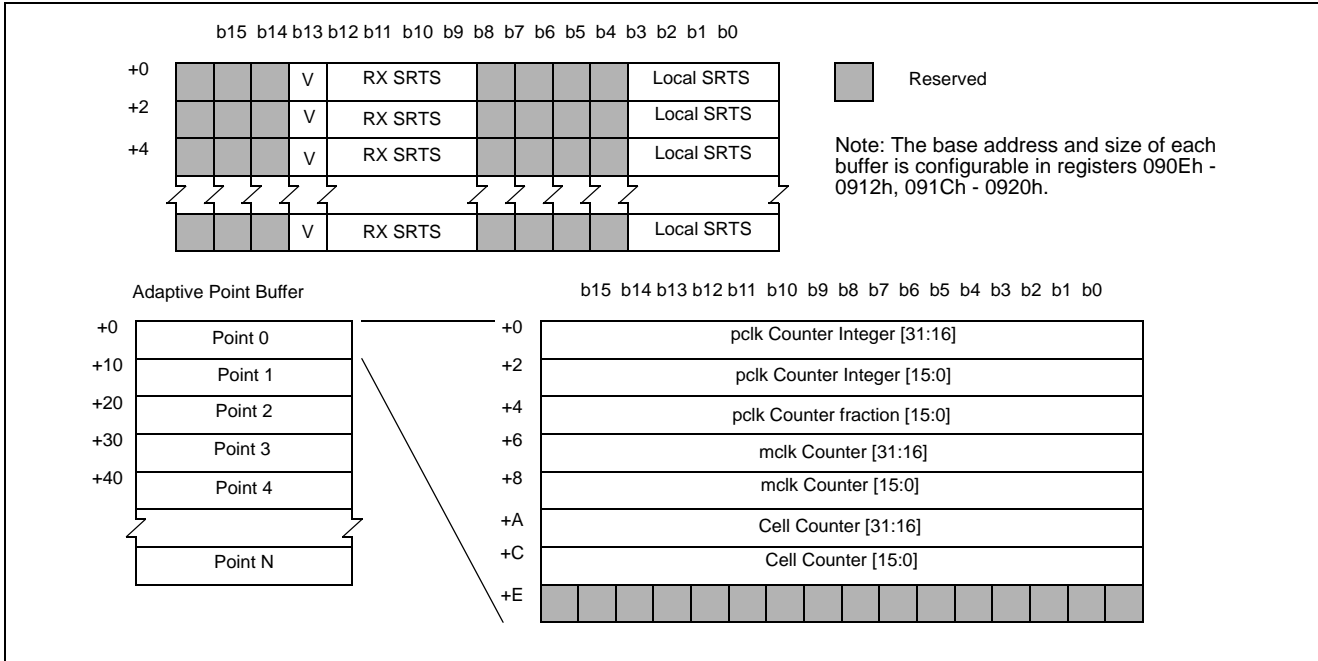 b15 b14 b13 b12 b11 b10 b9 b8 b7 b6 b5 b4 b3 b2 b1 b0
+0 V RX SRTS Local SRTS
+2 V RX SRTS Local SRTS
+4 V RX SRTS Local SRTS
V RX SRTS Local SRTS
Reserved
Note: The base address and size of each
buffer is configurable in registers 090Eh -
0912h, 091Ch - 0920h.
Adaptive Point Buffer
+0 Point 0
+10 Point 1
+20 Point 2
+30 Point 3
+40 Point 4
Point N
b15 b14 b13 b12 b11 b10 b9 b8 b7 b6 b5 b4 b3 b2 b1 b0
+0 pclk Counter Integer [31:16]
+2 pclk Counter Integer [15:0]
+4 pclk Counter fraction [15:0]
+6 mclk Counter [31:16]
+8 mclk Counter [15:0]
+A Cell Counter [31:16]
+C Cell Counter [15:0]
+E